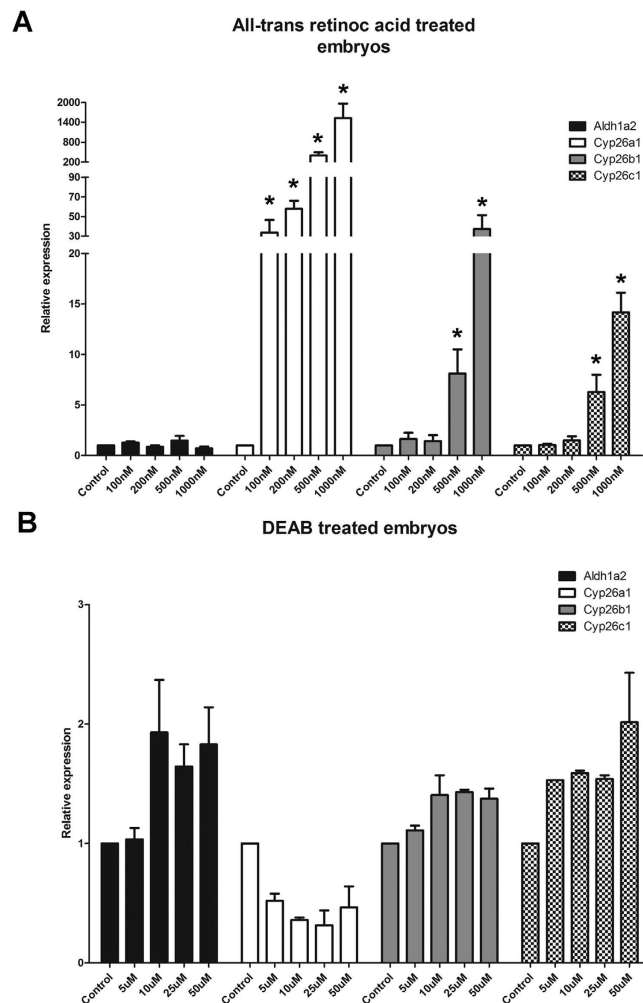 A
All-trans retinoc acid treated
embryos
Aldh1a2
Cyp26a1
Cyp26b1
Cyp26c1
Relative expression
2000
1400
800
200
90
70
50
30
20
15
10
5
0
* * * * * * * *
Control 100nM 200nM 500nM 1000nM Control 100nM 200nM 500nM 1000nM Control 100nM 200nM 500nM 1000nM Control 100nM 200nM 500nM 1000nM
B
DEAB treated embryos
Aldh1a2
Cyp26a1
Cyp26b1
Cyp26c1
Relative expression
3
2
1
0
Control 5uM 10uM 25uM 50uM Control 5uM 10uM 25uM 50uM Control 5uM 10uM 25uM 50uM Control 5uM 10uM 25uM 50uM